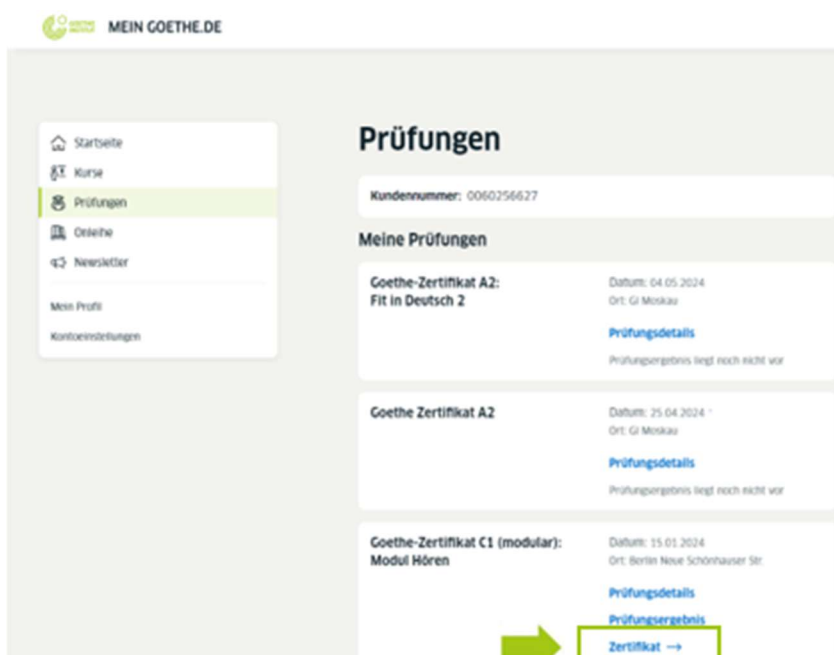 GOETHE INSTITUT MEIN GOETHE.DE
Startseite
Kurse
Prüfungen
Onleihe
Newsletter
Mein Profil
Kontoeinstellungen
Prüfungen
Kundennummer: 0060256627
Meine Prüfungen
Goethe-Zertifikat A2:
Fit in Deutsch 2
Datum: 04.05.2024
Ort: GI Moskau
Prüfungsdetails
Prüfungsergebnis liegt noch nicht vor
Goethe Zertifikat A2
Datum: 25.04.2024
Ort: GI Moskau
Prüfungsdetails
Prüfungsergebnis liegt noch nicht vor
Goethe-Zertifikat C1 (modular):
Modul Hören
Datum: 15.01.2024
Ort: Berlin Neue Schönhauser Str.
Prüfungsdetails
Prüfungsergebnis
Zertifikat →